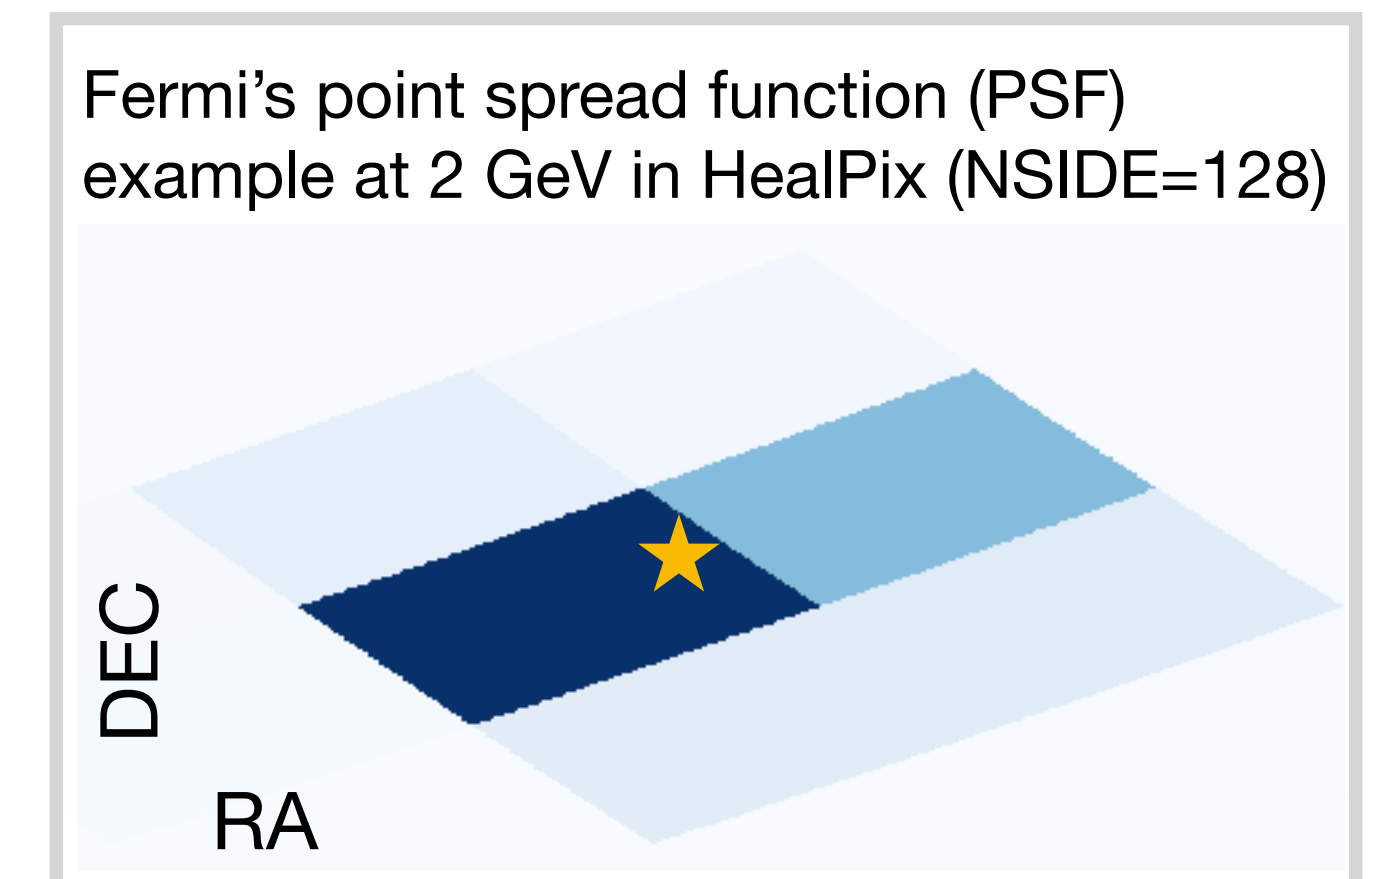 Fermi’s point spread function (PSF)
example at 2 GeV in HealPix (NSIDE=128)
DEC
RA